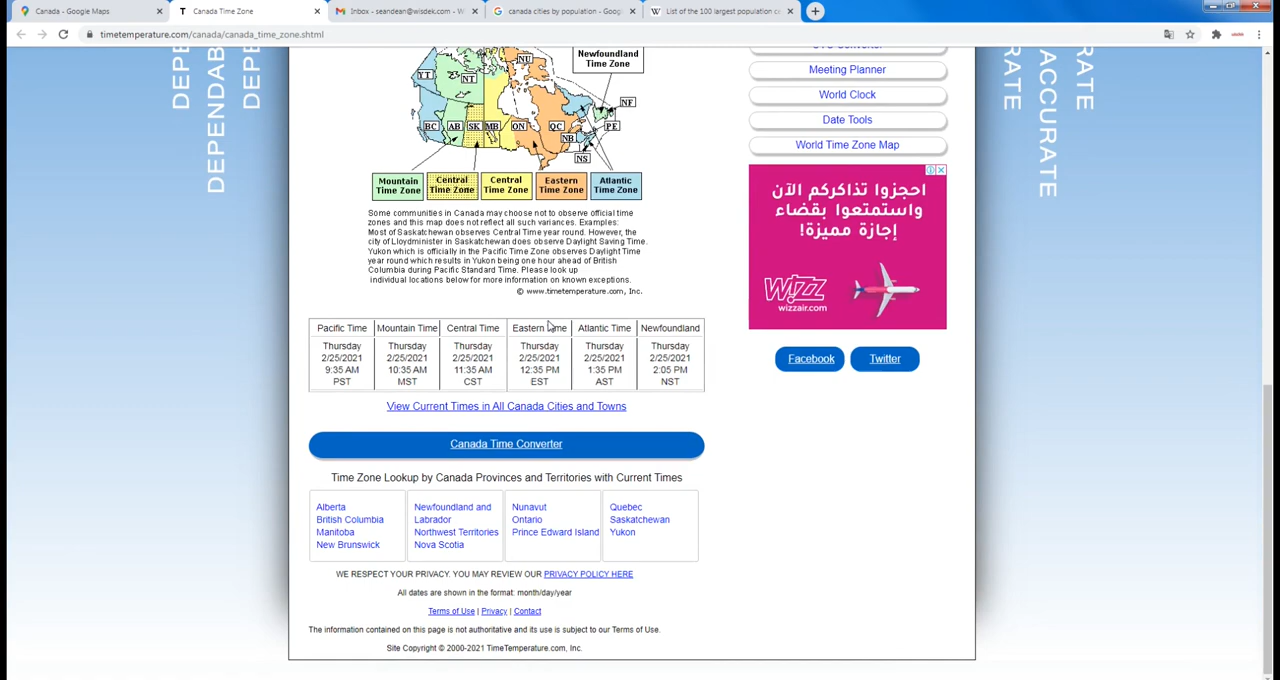 Canada - Google Maps
Canada Time Zone
Inbox - seandean@wisdek.com - W
canada cities by population - Goog
List of the 100 largest population ce
timetemperature.com/canada/canada_time_zone.shtml
DEPENDAB
ACCURATE
Newfoundland
Time Zone
YT
NT
NU
NF
BC
AB
SK
MB
ON
QC
NB
PE
NS
Mountain
Time Zone
Central
Time Zone
Central
Time Zone
Eastern
Time Zone
Atlantic
Time Zone
Some communities in Canada may choose not to observe official time
zones and this map does not reflect all such variances. Examples:
Most of Saskatchewan observes Central Time year round. However, the
city of Lloydminister in Saskatchewan does observe Daylight Saving Time.
Yukon which is officially in the Pacific Time Zone observes Daylight Time
year round which results in Yukon being one hour ahead of British
Columbia during Pacific Standard Time. Please look up
individual locations below for more information on known exceptions.
© www.timetemperature.com, Inc.
Pacific Time Mountain Time Central Time Eastern Time Atlantic Time Newfoundland
Thursday Thursday Thursday Thursday Thursday Thursday
2/25/2021 2/25/2021 2/25/2021 2/25/2021 2/25/2021 2/25/2021
9:35 AM 10:35 AM 11:35 AM 12:35 PM 1:35 PM 2:05 PM
PST MST CST EST AST NST
View Current Times in All Canada Cities and Towns
Canada Time Converter
Time Zone Lookup by Canada Provinces and Territories with Current Times
Alberta
British Columbia
Manitoba
New Brunswick
Newfoundland and
Labrador
Northwest Territories
Nova Scotia
Nunavut
Ontario
Prince Edward Island
Quebec
Saskatchewan
Yukon
WE RESPECT YOUR PRIVACY. YOU MAY REVIEW OUR PRIVACY POLICY HERE
All dates are shown in the format: month/day/year
Terms of Use | Privacy | Contact
The information contained on this page is not authoritative and its use is subject to our Terms of Use.
Site Copyright © 2000-2021 TimeTemperature.com, Inc.
Meeting Planner
World Clock
Date Tools
World Time Zone Map
احجزوا تذاكركم الآن
واستمتعوا بقضاء
إجازة مميزة!
WIZZ
wizzair.com
Facebook
Twitter